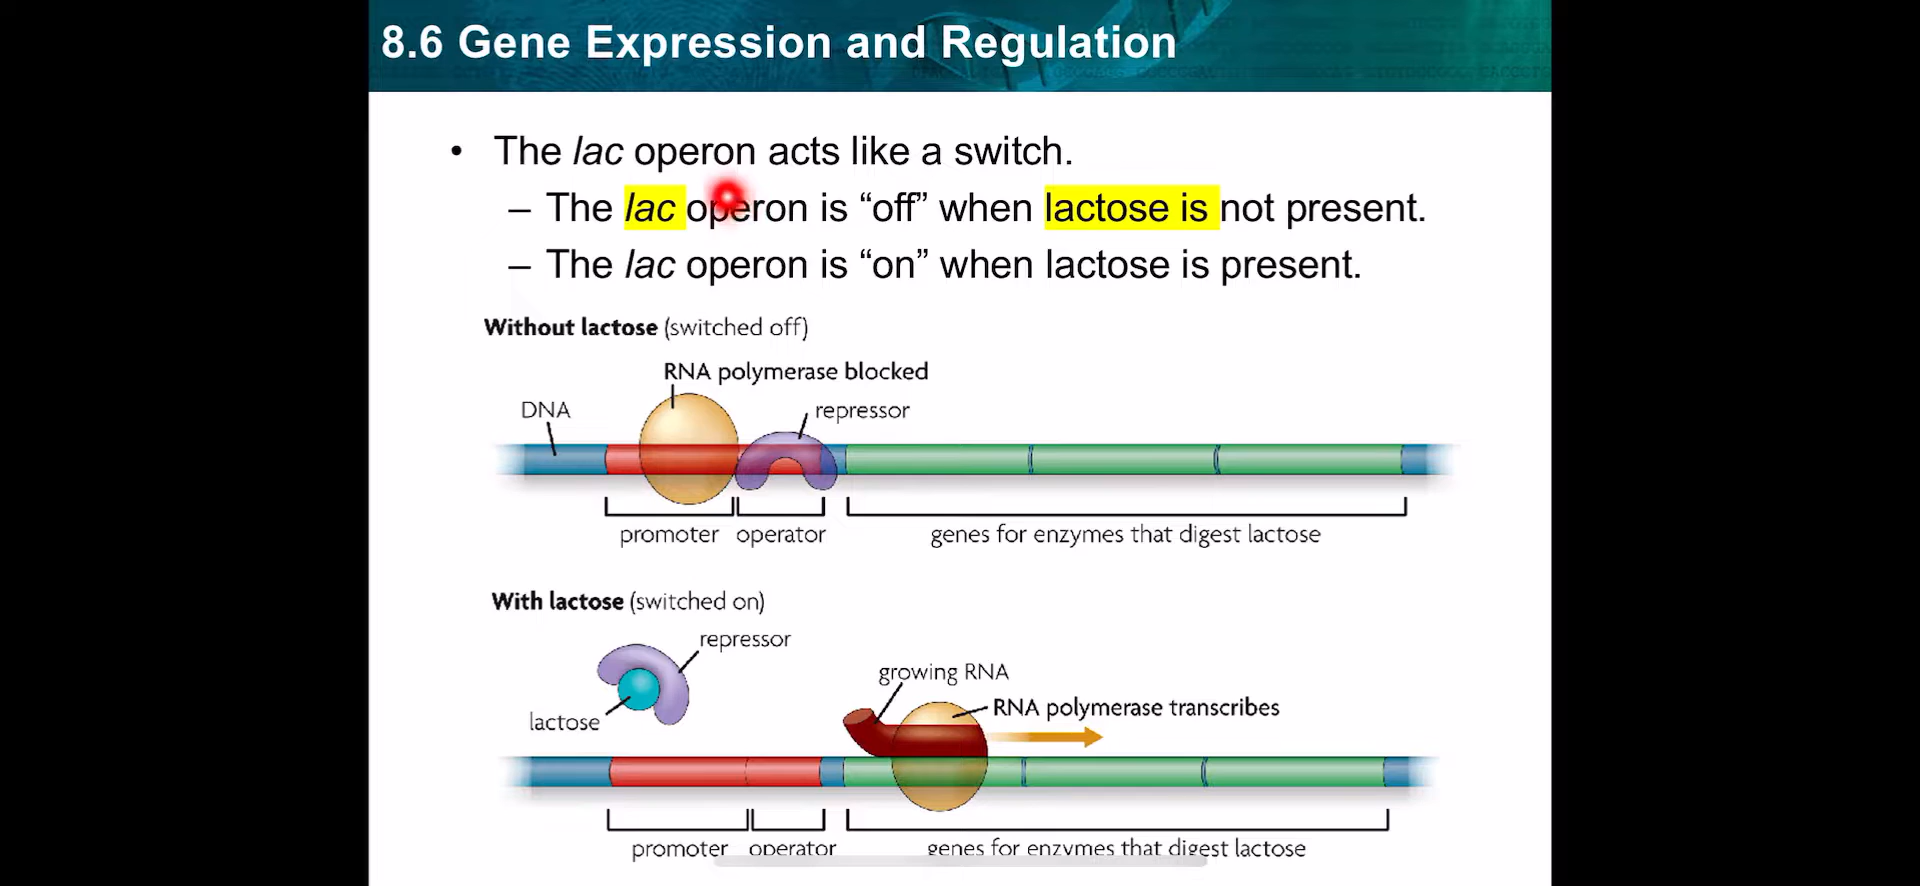 8.6 Gene Expression and Regulation
• The lac operon acts like a switch.
– The lac operon is “off” when lactose is not present.
– The lac operon is “on” when lactose is present.
Without lactose (switched off)
RNA polymerase blocked
DNA
repressor
promoter operator genes for enzymes that digest lactose
With lactose (switched on)
repressor
growing RNA
RNA polymerase transcribes
lactose
promoter operator genes for enzymes that digest lactose